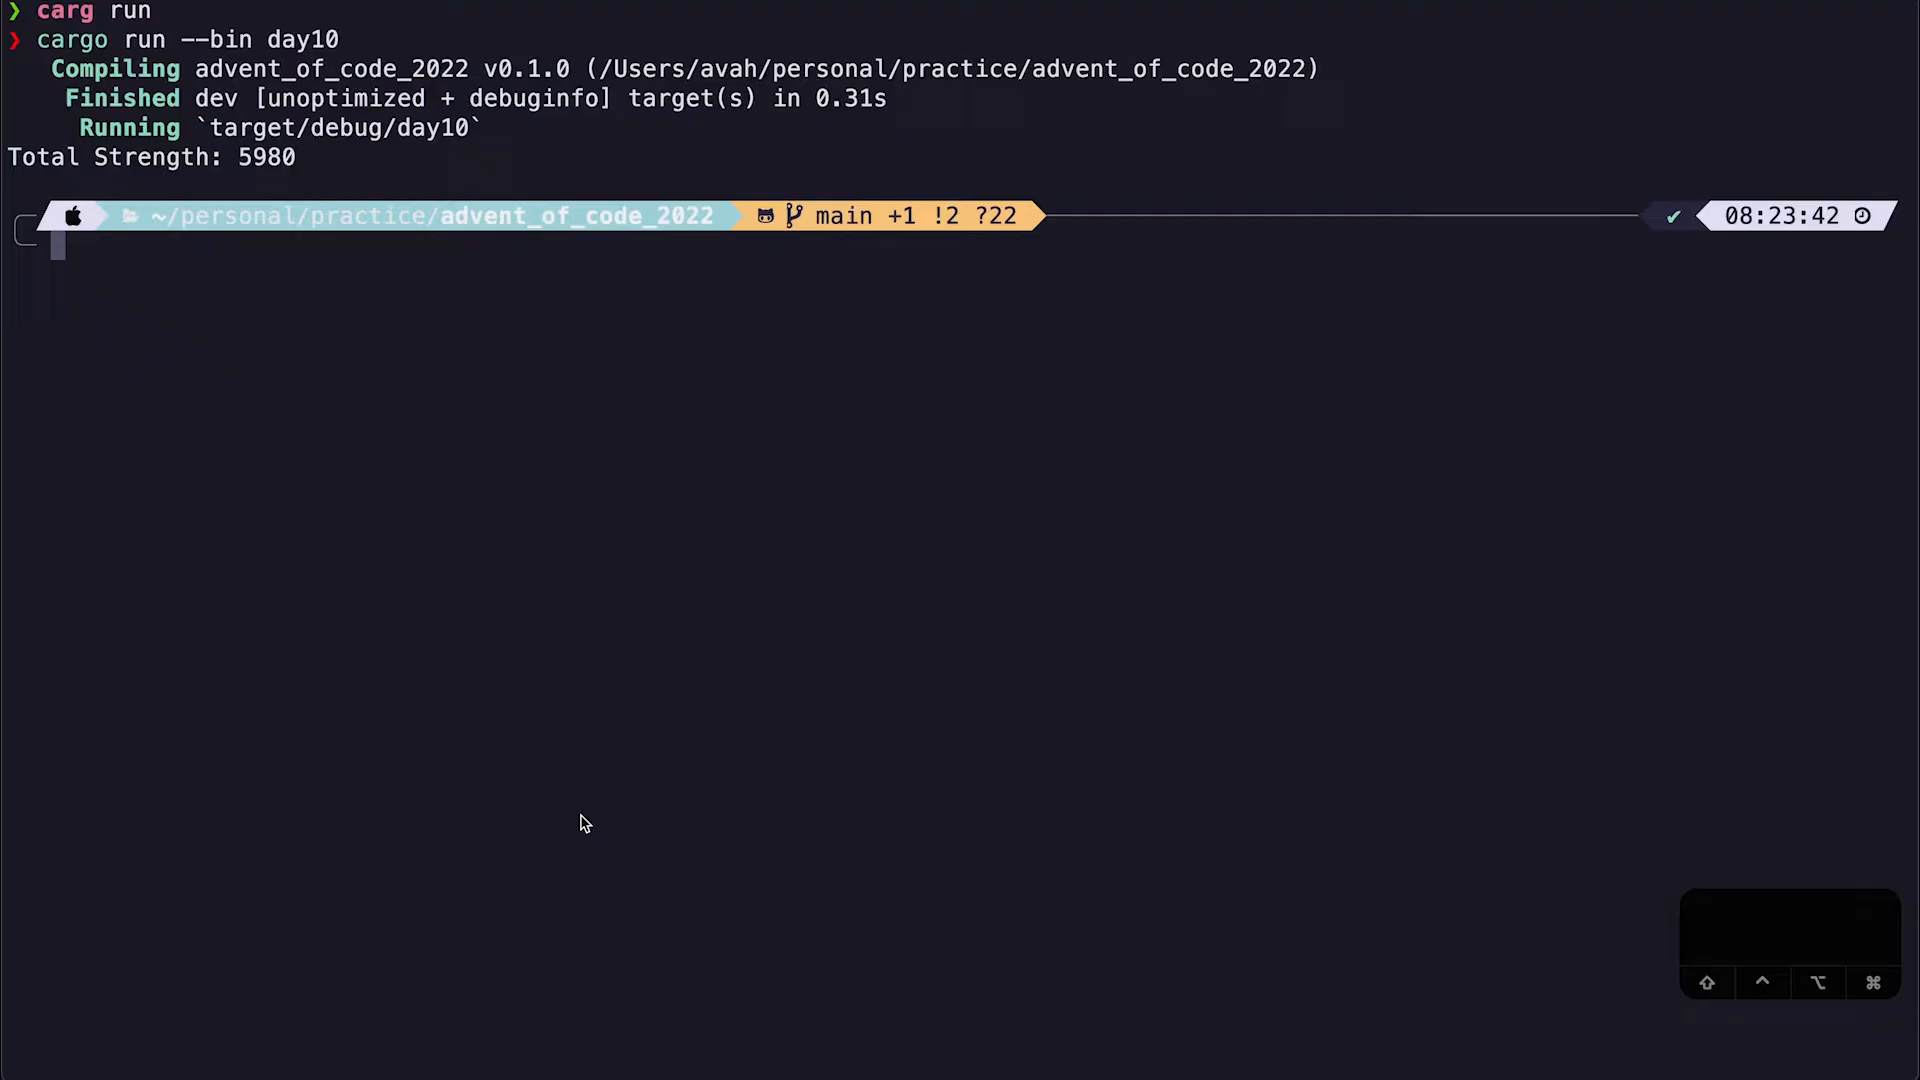 ❯ carg run
❯ cargo run --bin day10
Compiling advent_of_code_2022 v0.1.0 (/Users/avah/personal/practice/advent_of_code_2022)
Finished dev [unoptimized + debuginfo] target(s) in 0.31s
Running `target/debug/day10`
Total Strength: 5980
~/personal/practice/advent_of_code_2022 main +1 !2 ?22 ✔ 08:23:42
⇧ ^ ⌥ ⌘